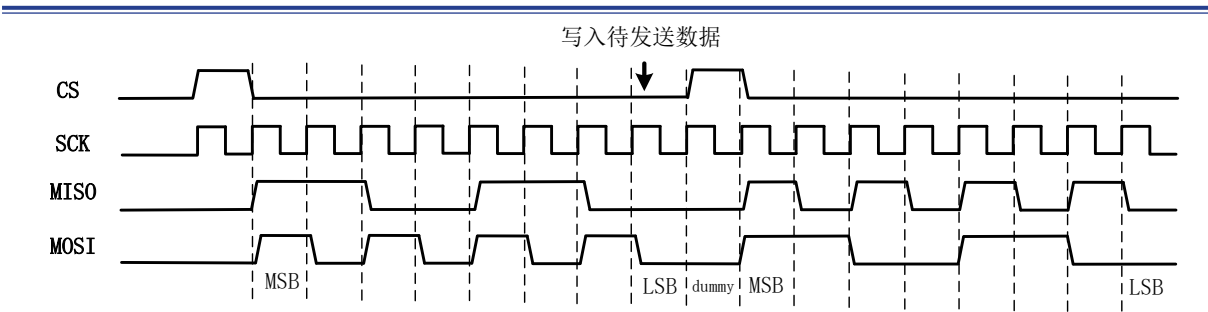 写入待发送数据
CS
SCK
MISO
MOSI
MSB LSB dummy MSB LSB